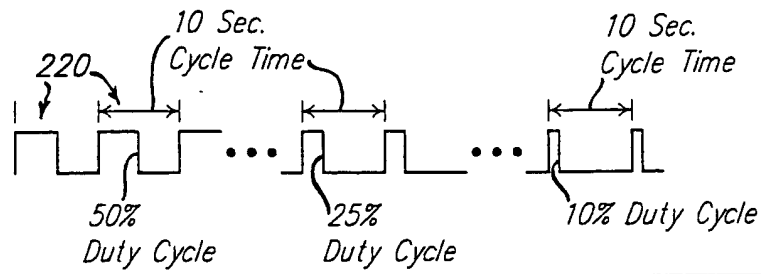 10 Sec.
Cycle Time
10 Sec.
Cycle Time
220
50%
Duty Cycle
25%
Duty Cycle
10% Duty Cycle